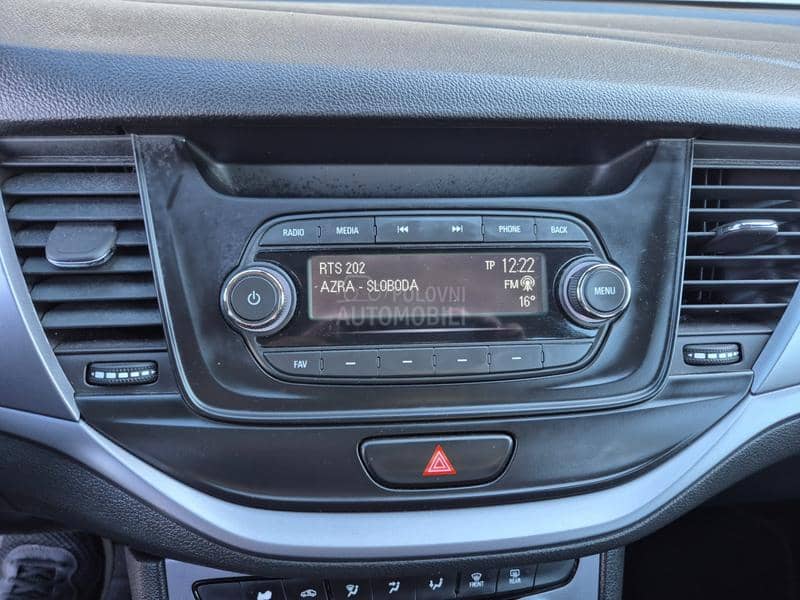 RADIO MEDIA PHONE BACK
RTS 202 TP 12:22
AZRA - SLOBODA FM
16°
MENU
POLOVNI
AUTOMOBILI
FAV
FRONT REAR